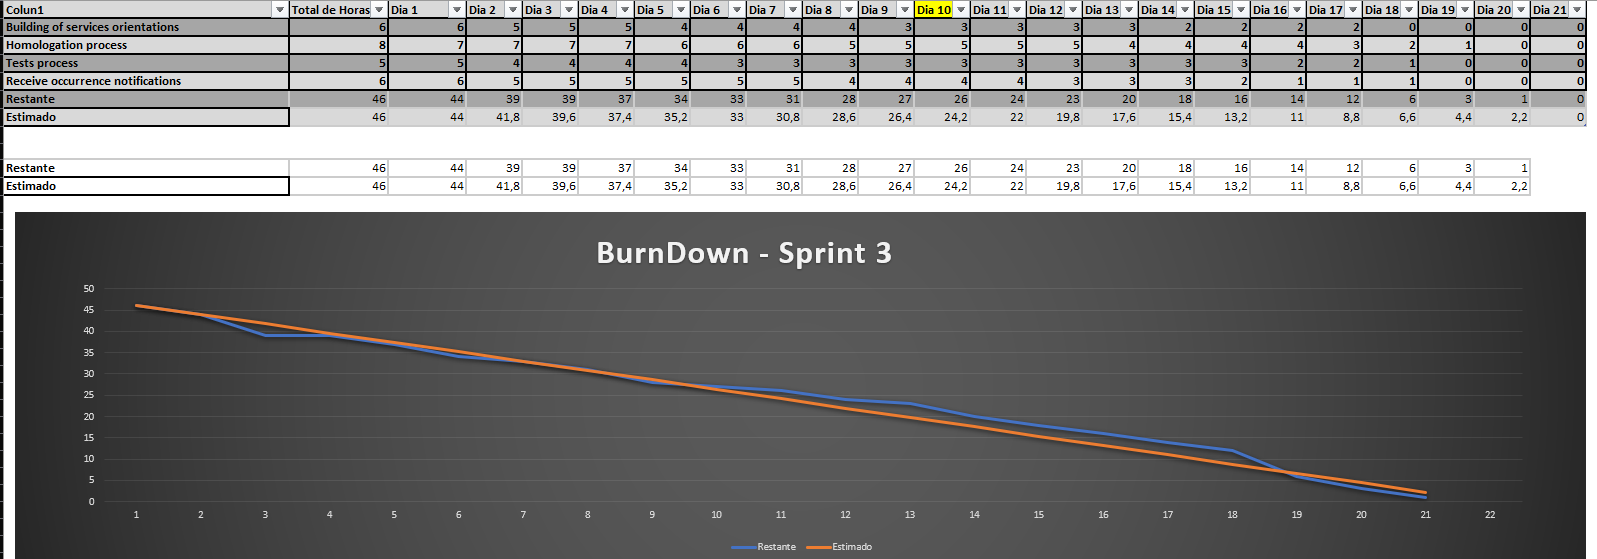 Colun1 Total de Horas Dia 1 Dia 2 Dia 3 Dia 4 Dia 5 Dia 6 Dia 7 Dia 8 Dia 9 Dia 10 Dia 11 Dia 12 Dia 13 Dia 14 Dia 15 Dia 16 Dia 17 Dia 18 Dia 19 Dia 20 Dia 21
Building of services orientations 6 6 5 5 5 4 4 4 4 3 3 3 3 3 2 2 2 2 0 0 0 0
Homologation process 8 7 7 7 7 6 6 6 5 5 5 5 5 4 4 4 4 3 2 1 0 0
Tests process 5 5 4 4 4 4 3 3 3 3 3 3 3 3 3 3 2 2 1 0 0 0
Receive occurrence notifications 6 6 5 5 5 5 5 5 4 4 4 4 3 3 3 2 1 1 1 0 0 0
Restante 46 44 39 39 37 34 33 31 28 27 26 24 23 20 18 16 14 12 6 3 1 0
Estimado 46 44 41,8 39,6 37,4 35,2 33 30,8 28,6 26,4 24,2 22 19,8 17,6 15,4 13,2 11 8,8 6,6 4,4 2,2 0
Restante 46 44 39 39 37 34 33 31 28 27 26 24 23 20 18 16 14 12 6 3 1
Estimado 46 44 41,8 39,6 37,4 35,2 33 30,8 28,6 26,4 24,2 22 19,8 17,6 15,4 13,2 11 8,8 6,6 4,4 2,2
BurnDown - Sprint 3
50
45
40
35
30
25
20
15
10
5
0
1 2 3 4 5 6 7 8 9 10 11 12 13 14 15 16 17 18 19 20 21 22
Restante Estimado